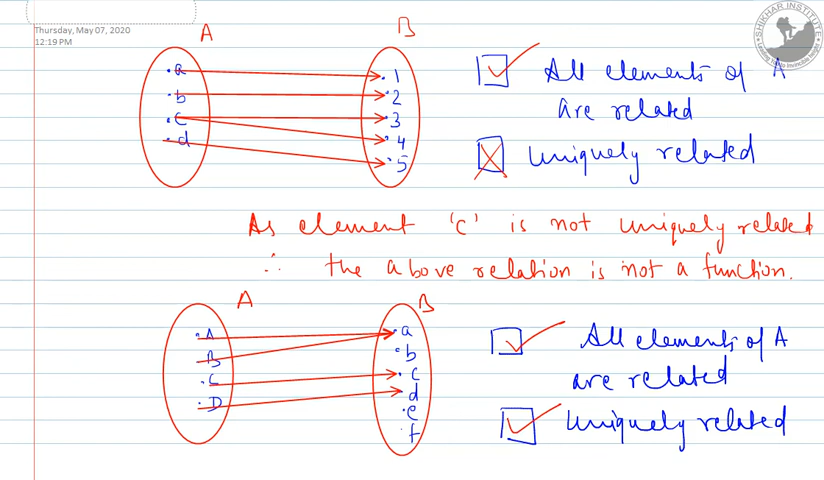 Thursday, May 07, 2020
12:19 PM
SHIKHAR INSTITUTE
A
B
a
b
c
d
1
2
3
4
5
All elements of A
are related
Uniquely related
As element 'c' is not uniquely related
∴ the above relation is not a function.
A
B
A
B
C
D
a
b
c
d
e
f
All elements of A
are related
Uniquely related